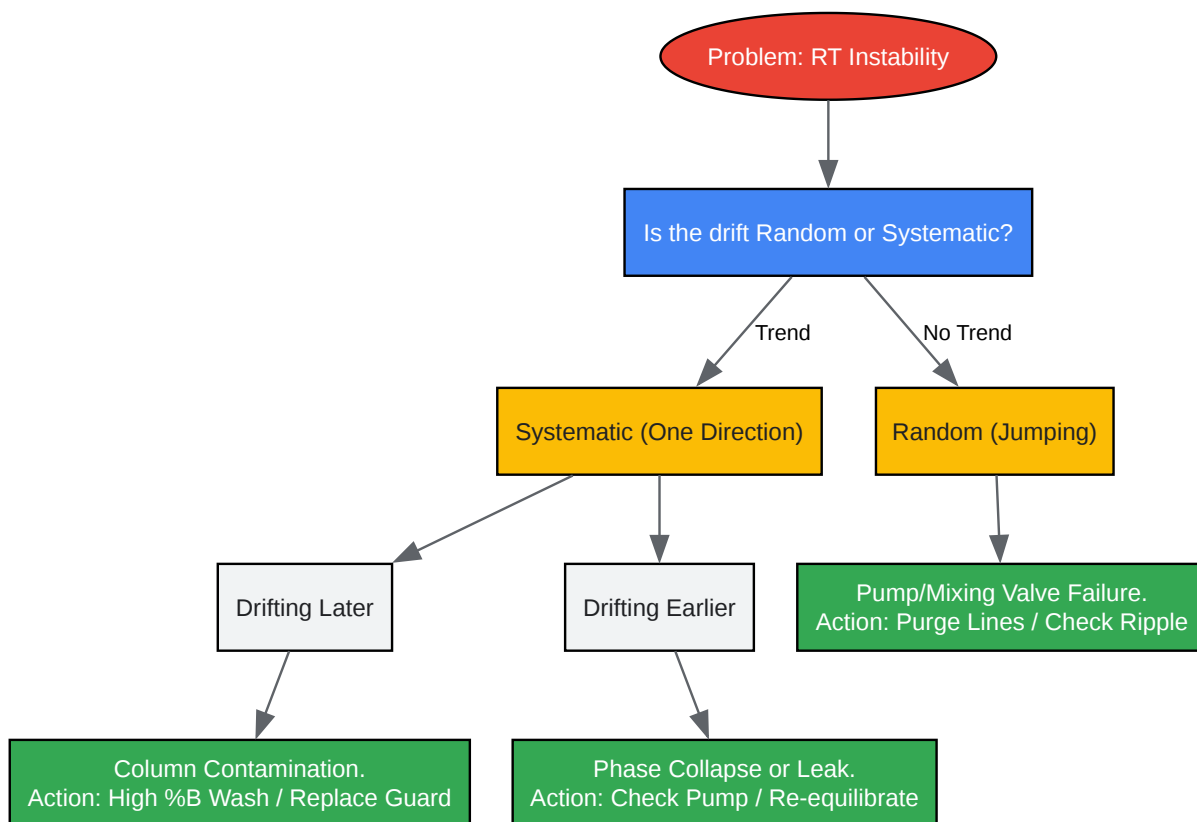 Problem: RT Instability
Is the drift Random or Systematic?
Trend
No Trend
Systematic (One Direction)
Random (Jumping)
Drifting Later
Drifting Earlier
Pump/Mixing Valve Failure.
Action: Purge Lines / Check Ripple
Column Contamination.
Action: High %B Wash / Replace Guard
Phase Collapse or Leak.
Action: Check Pump / Re-equilibrate